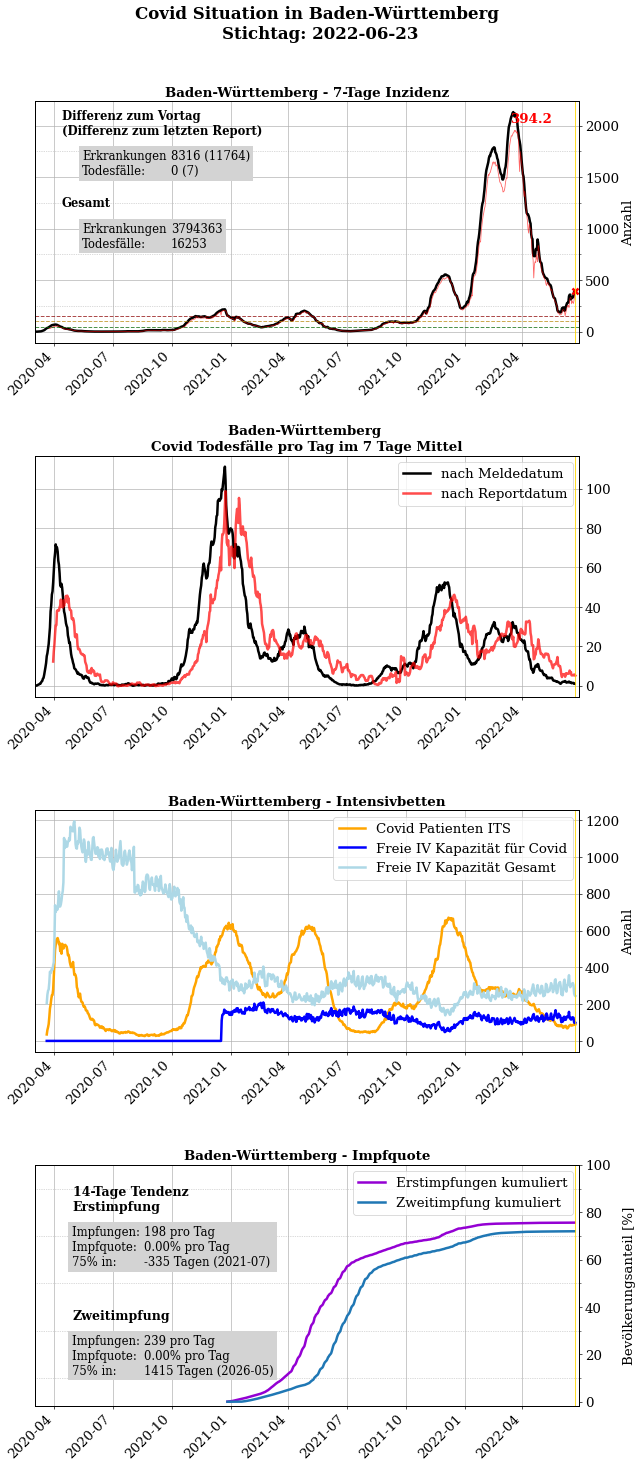 Covid Situation in Baden-Württemberg
Stichtag: 2022-06-23
Baden-Württemberg - 7-Tage Inzidenz
Differenz zum Vortag
(Differenz zum letzten Report)
Erkrankungen 8316 (11764)
Todesfälle: 0 (7)
Gesamt
Erkrankungen 3794363
Todesfälle: 16253
394.2
2000
1500
1000
500
0
Anzahl
2020-04
2020-07
2020-10
2021-01
2021-04
2021-07
2021-10
2022-01
2022-04
Baden-Württemberg
Covid Todesfälle pro Tag im 7 Tage Mittel
nach Meldedatum
nach Reportdatum
100
80
60
40
20
0
2020-04
2020-07
2020-10
2021-01
2021-04
2021-07
2021-10
2022-01
2022-04
Baden-Württemberg - Intensivbetten
Covid Patienten ITS
Freie IV Kapazität für Covid
Freie IV Kapazität Gesamt
1200
1000
800
600
400
200
0
Anzahl
2020-04
2020-07
2020-10
2021-01
2021-04
2021-07
2021-10
2022-01
2022-04
Baden-Württemberg - Impfquote
14-Tage Tendenz
Erstimpfung
Impfungen: 198 pro Tag
Impfquote: 0.00% pro Tag
75% in: -335 Tagen (2021-07)
Zweitimpfung
Impfungen: 239 pro Tag
Impfquote: 0.00% pro Tag
75% in: 1415 Tagen (2026-05)
Erstimpfungen kumuliert
Zweitimpfung kumuliert
100
80
60
40
20
0
Bevölkerungsanteil [%]
2020-04
2020-07
2020-10
2021-01
2021-04
2021-07
2021-10
2022-01
2022-04